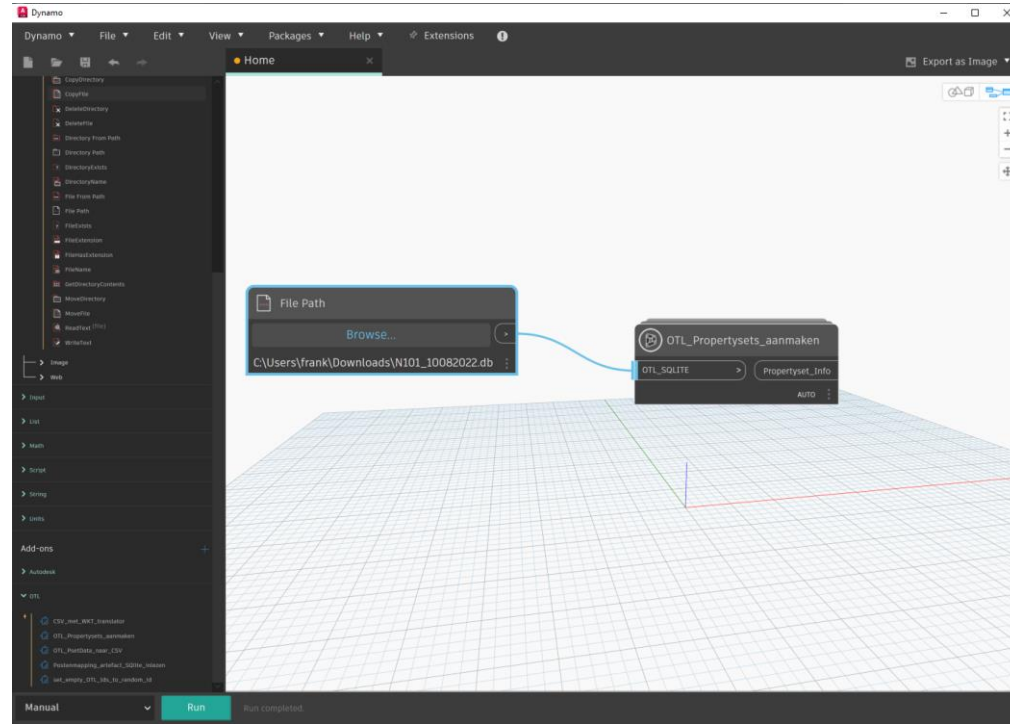 Dynamo
Dynamo File Edit View Packages Help Extensions
Home
Export as Image
CopyDirectory
CopyFile
DeleteDirectory
DeleteFile
Directory From Path
Directory Path
DirectoryExists
DirectoryName
File From Path
File Path
FileExists
FileExtension
FileHasExtension
FileName
GetDirectoryContents
MoveDirectory
MoveFile
ReadText (file)
WriteText
Image
Web
Input
List
Math
Script
String
Units
Add-ons
Autodesk
OTL
CSV_met_WKT_translator
OTL_Propertysets_aanmaken
OTL_PsetData_naar_CSV
Postenmapping_artefact_SQlite_inlezen
set_empty_OTL_ids_to_random_id
File Path
Browse...
>
C:\Users\frank\Downloads\N101_10082022.db
OTL_Propertysets_aanmaken
OTL_SQLITE > Propertyset_Info
AUTO
Manual Run Run completed.